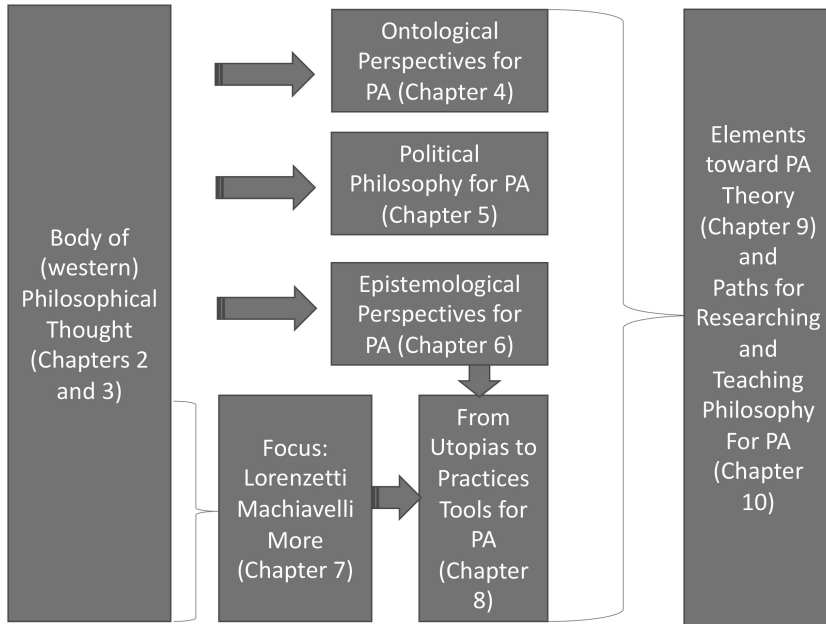 Body of
(western)
Philosophical
Thought
(Chapters 2
and 3)
Ontological
Perspectives for
PA (Chapter 4)
Political
Philosophy for PA
(Chapter 5)
Epistemological
Perspectives for
PA (Chapter 6)
Focus:
Lorenzetti
Machiavelli
More
(Chapter 7)
From
Utopias to
Practices
Tools for
PA
(Chapter
8)
Elements
toward PA
Theory
(Chapter 9)
and
Paths for
Researching
and
Teaching
Philosophy
For PA
(Chapter
10)